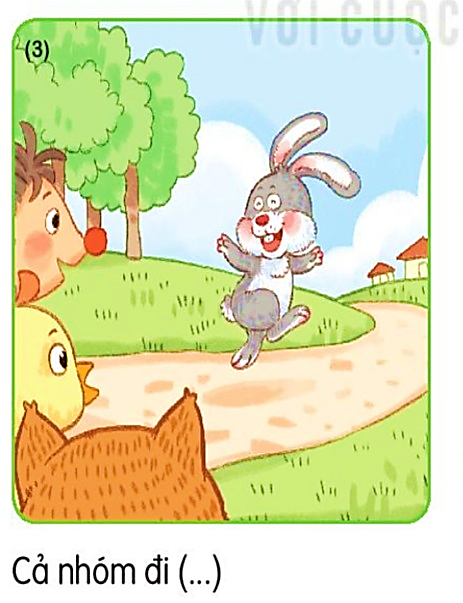 VỚI CUỘC
(3)
Cả nhóm đi (...)